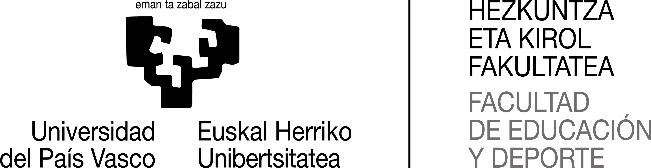 eman ta zabal zazu
Universidad
del País Vasco
Euskal Herriko
Unibertsitatea
HEZKUNTZA
ETA KIROL
FAKULTATEA
FACULTAD
DE EDUCACIÓN
Y DEPORTE